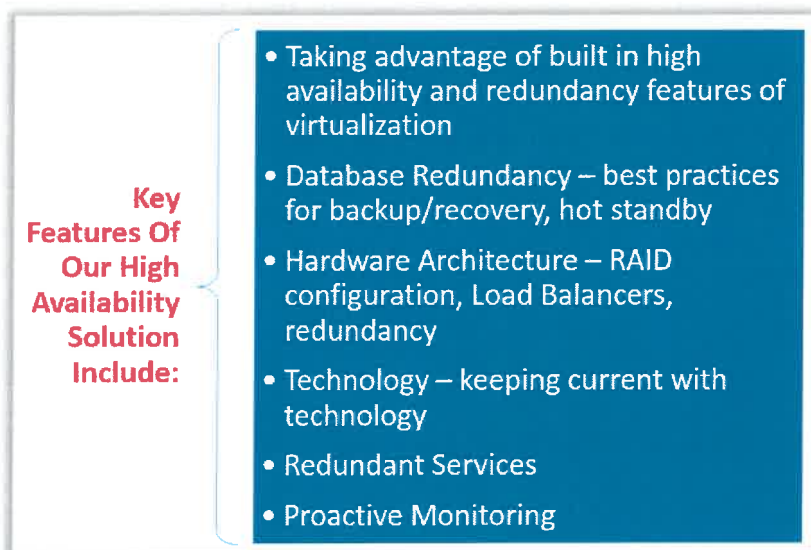 Key
Features Of
Our High
Availability
Solution
Include:
• Taking advantage of built in high
availability and redundancy features of
virtualization
• Database Redundancy – best practices
for backup/recovery, hot standby
• Hardware Architecture – RAID
configuration, Load Balancers,
redundancy
• Technology – keeping current with
technology
• Redundant Services
• Proactive Monitoring